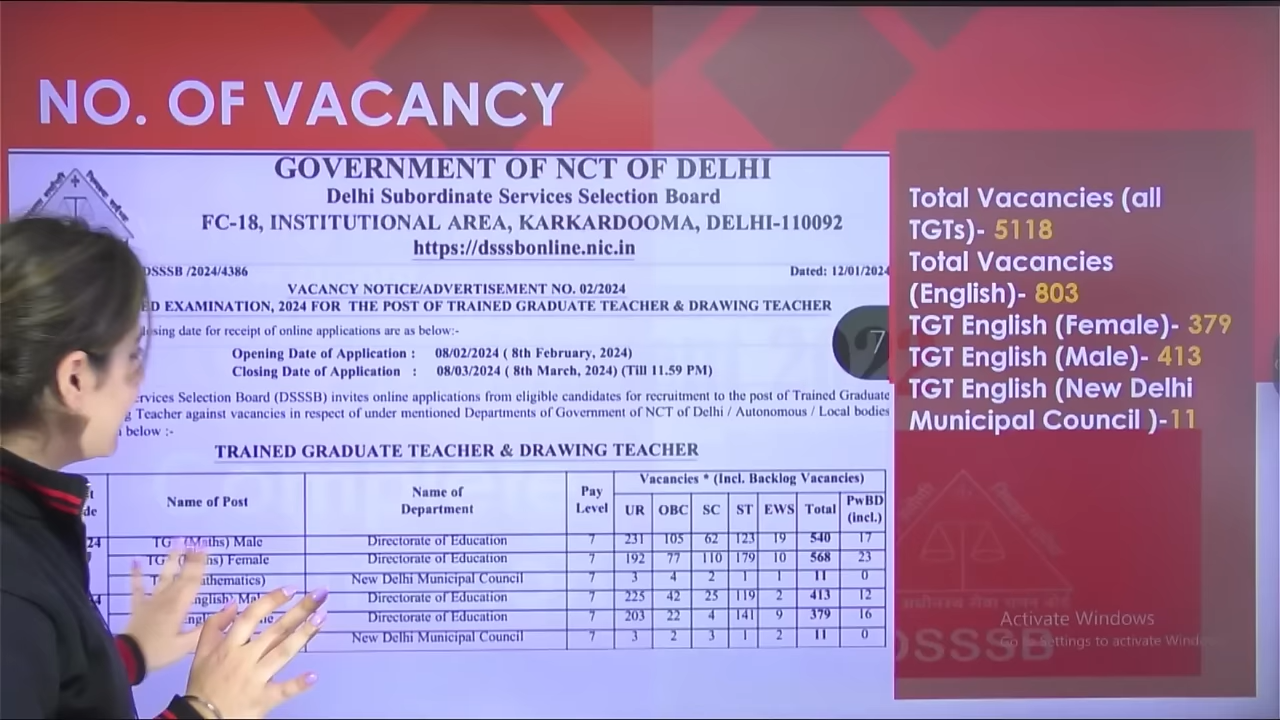 NO. OF VACANCY
GOVERNMENT OF NCT OF DELHI
Delhi Subordinate Services Selection Board
FC-18, INSTITUTIONAL AREA, KARKARDOOMA, DELHI-110092
https://dsssbonline.nic.in
DSSSB /2024/4386 Dated: 12/01/2024
VACANCY NOTICE/ADVERTISEMENT NO. 02/2024
EXAMINATION, 2024 FOR THE POST OF TRAINED GRADUATE TEACHER & DRAWING TEACHER
date for receipt of online applications are as below:-
Opening Date of Application : 08/02/2024 ( 8th February, 2024)
Closing Date of Application : 08/03/2024 ( 8th March, 2024) (Till 11.59 PM)
Services Selection Board (DSSSB) invites online applications from eligible candidates for recruitment to the post of Trained Graduate
Teacher against vacancies in respect of under mentioned Departments of Government of NCT of Delhi / Autonomous / Local bodies
below :-
TRAINED GRADUATE TEACHER & DRAWING TEACHER
Name of Post Name of Department Pay Level Vacancies * (Incl. Backlog Vacancies)
UR OBC SC ST EWS Total PwBD (incl.)
24 (Maths) Male Directorate of Education 7 231 105 62 123 19 540 17
Female Directorate of Education 7 192 77 110 179 10 568 23
New Delhi Municipal Council 7 3 4 2 1 1 11 0
Directorate of Education 7 225 42 25 119 2 413 12
Directorate of Education 7 203 22 4 141 9 379 16
New Delhi Municipal Council 7 3 2 3 1 2 11 0
7
Total Vacancies (all
TGTs)- 5118
Total Vacancies
(English)- 803
TGT English (Female)- 379
TGT English (Male)- 413
TGT English (New Delhi
Municipal Council )-11
Activate Windows
Go to Settings to activate Windows
DSSSB